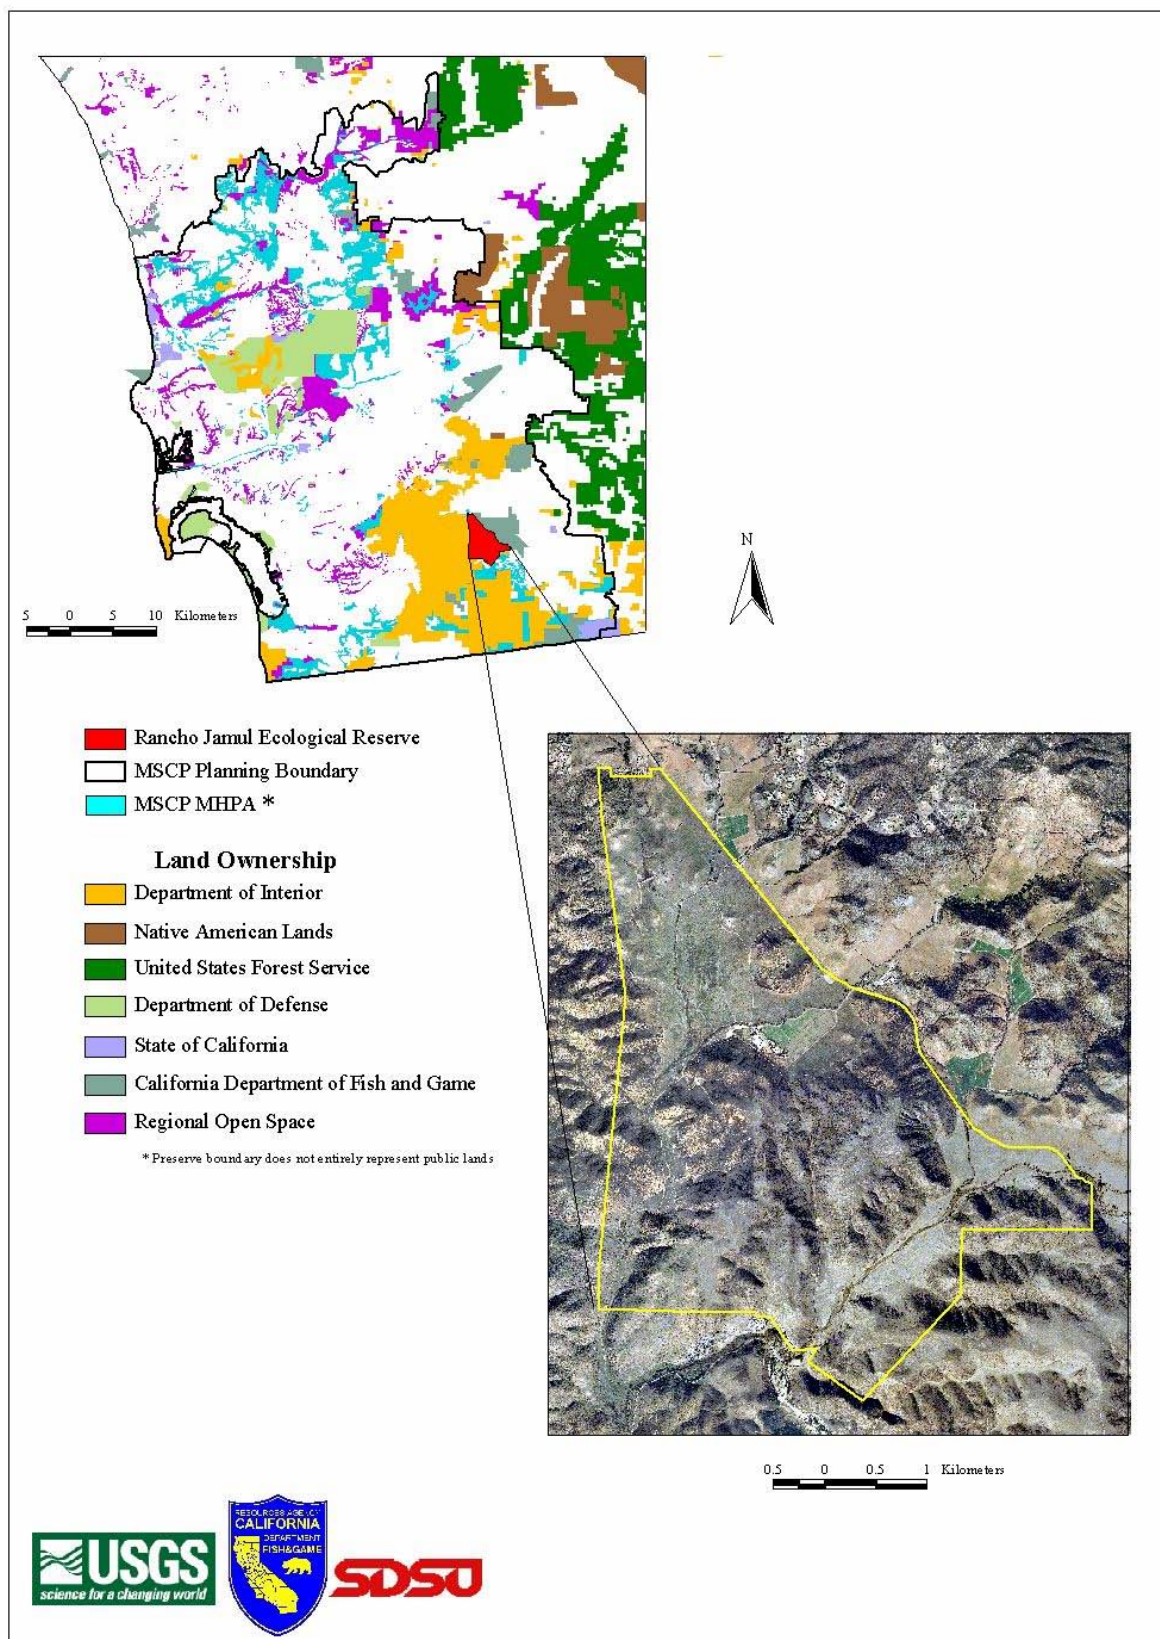 N
5 0 5 10 Kilometers
Rancho Jamul Ecological Reserve
MSCP Planning Boundary
MSCP MHPA *
Land Ownership
Department of Interior
Native American Lands
United States Forest Service
Department of Defense
State of California
California Department of Fish and Game
Regional Open Space
* Preserve boundary does not entirely represent public lands
0.5 0 0.5 1 Kilometers
USGS
science for a changing world
RESOURCES AGENCY
CALIFORNIA
DEPARTMENT
FISH&GAME
SDSU